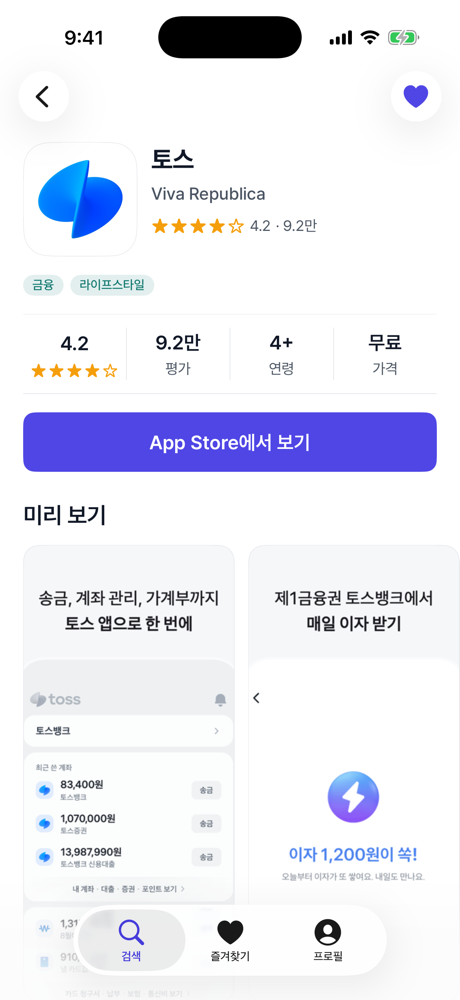 9:41
토스
Viva Republica
4.2 · 9.2만
금융 라이프스타일
4.2
9.2만
평가
4+
연령
무료
가격
App Store에서 보기
미리 보기
송금, 계좌 관리, 가계부까지
토스 앱으로 한 번에
toss
토스뱅크
최근 쓴 계좌
83,400원
토스뱅크
송금
1,070,000원
토스증권
송금
13,987,990원
토스뱅크 신용대출
송금
내 계좌 · 대출 · 증권 · 포인트 보기
제1금융권 토스뱅크에서
매일 이자 받기
이자 1,200원이 쏙!
오늘부터 이자가 또 쌓여요. 내일도 만나요.
검색
즐겨찾기
프로필